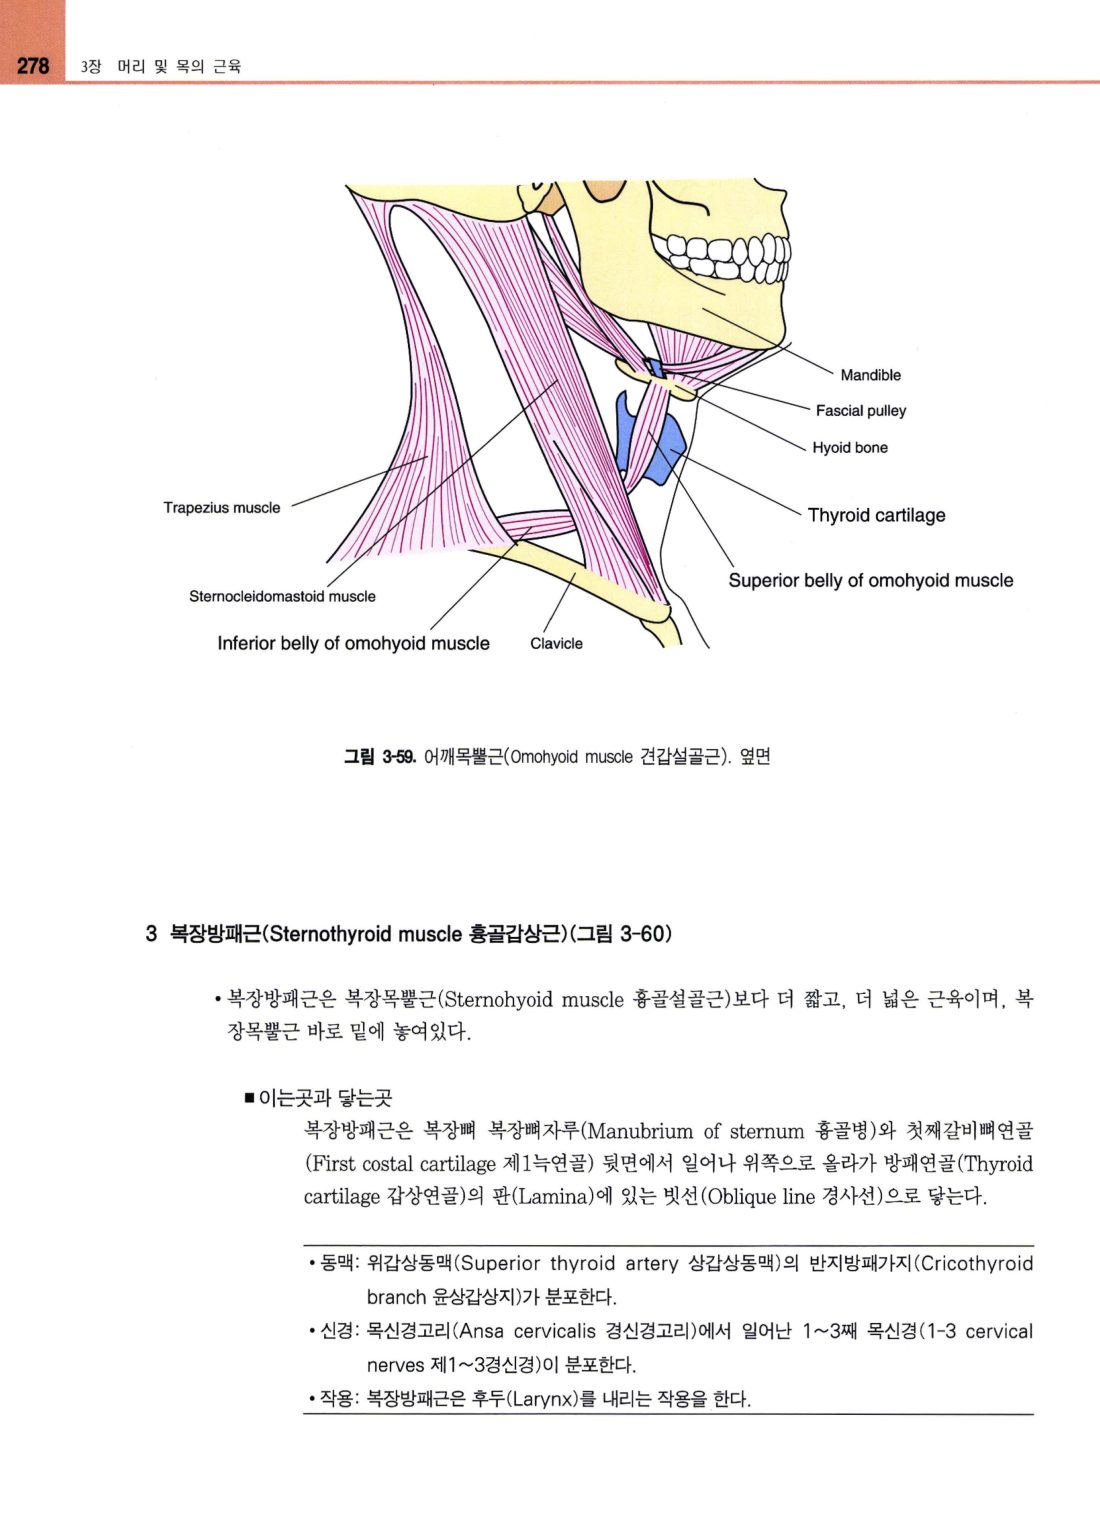 278 3장 머리 및 목의 근육
Mandible
Fascial pulley
Hyoid bone
Trapezius muscle
Thyroid cartilage
Superior belly of omohyoid muscle
Sternocleidomastoid muscle
Inferior belly of omohyoid muscle
Clavicle
그림 3-59. 어깨목뿔근(Omohyoid muscle 견갑설골근). 옆면
3 복장방패근(Sternothyroid muscle 흉골갑상근)(그림 3-60)
• 복장방패근은 복장목뿔근(Sternohyoid muscle 흉골설골근)보다 더 짧고, 더 넓은 근육이며, 복
장목뿔근 바로 밑에 놓여있다.
■ 이는곳과 닿는곳
복장방패근은 복장뼈 복장뼈자루(Manubrium of sternum 흉골병)와 첫째갈비뼈연골
(First costal cartilage 제1늑연골) 뒷면에서 일어나 위쪽으로 올라가 방패연골(Thyroid
cartilage 갑상연골)의 판(Lamina)에 있는 빗선(Oblique line 경사선)으로 닿는다.
• 동맥: 위갑상동맥(Superior thyroid artery 상갑상동맥)의 반지방패가지(Cricothyroid
branch 윤상갑상지)가 분포한다.
• 신경: 목신경고리(Ansa cervicalis 경신경고리)에서 일어난 1~3째 목신경(1-3 cervical
nerves 제1~3경신경)이 분포한다.
• 작용: 복장방패근은 후두(Larynx)를 내리는 작용을 한다.